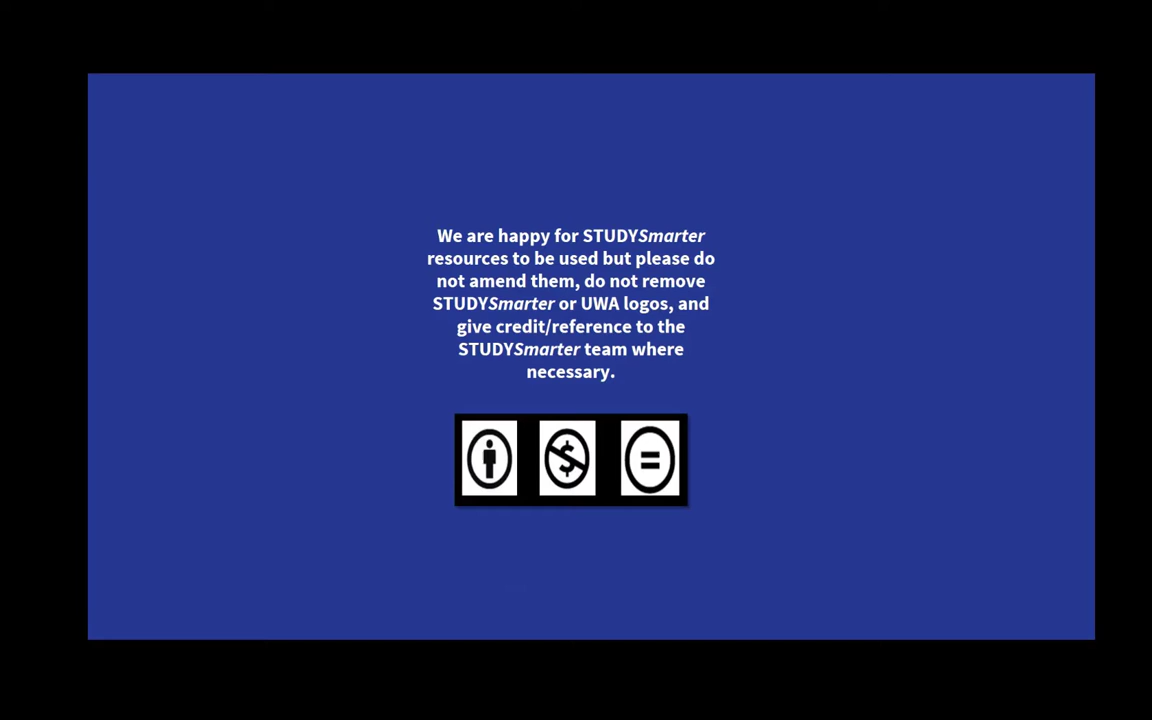 We are happy for STUDYSmarter
resources to be used but please do
not amend them, do not remove
STUDYSmarter or UWA logos, and
give credit/reference to the
STUDYSmarter team where
necessary.